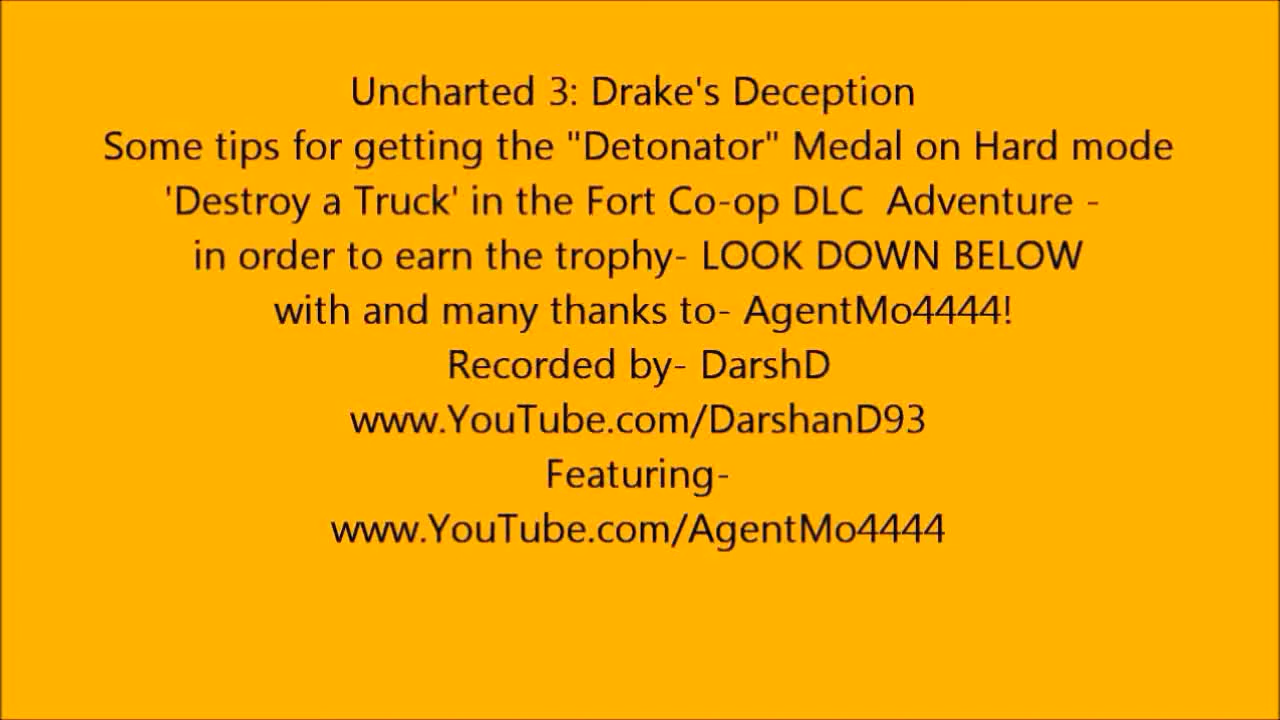 Uncharted 3: Drake's Deception
Some tips for getting the "Detonator" Medal on Hard mode
'Destroy a Truck' in the Fort Co-op DLC  Adventure -
in order to earn the trophy- LOOK DOWN BELOW
with and many thanks to- AgentMo4444!
Recorded by- DarshD
www.YouTube.com/DarshanD93
Featuring-
www.YouTube.com/AgentMo4444